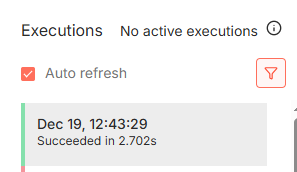 Executions No active executions
Auto refresh
Dec 19, 12:43:29
Succeeded in 2.702s